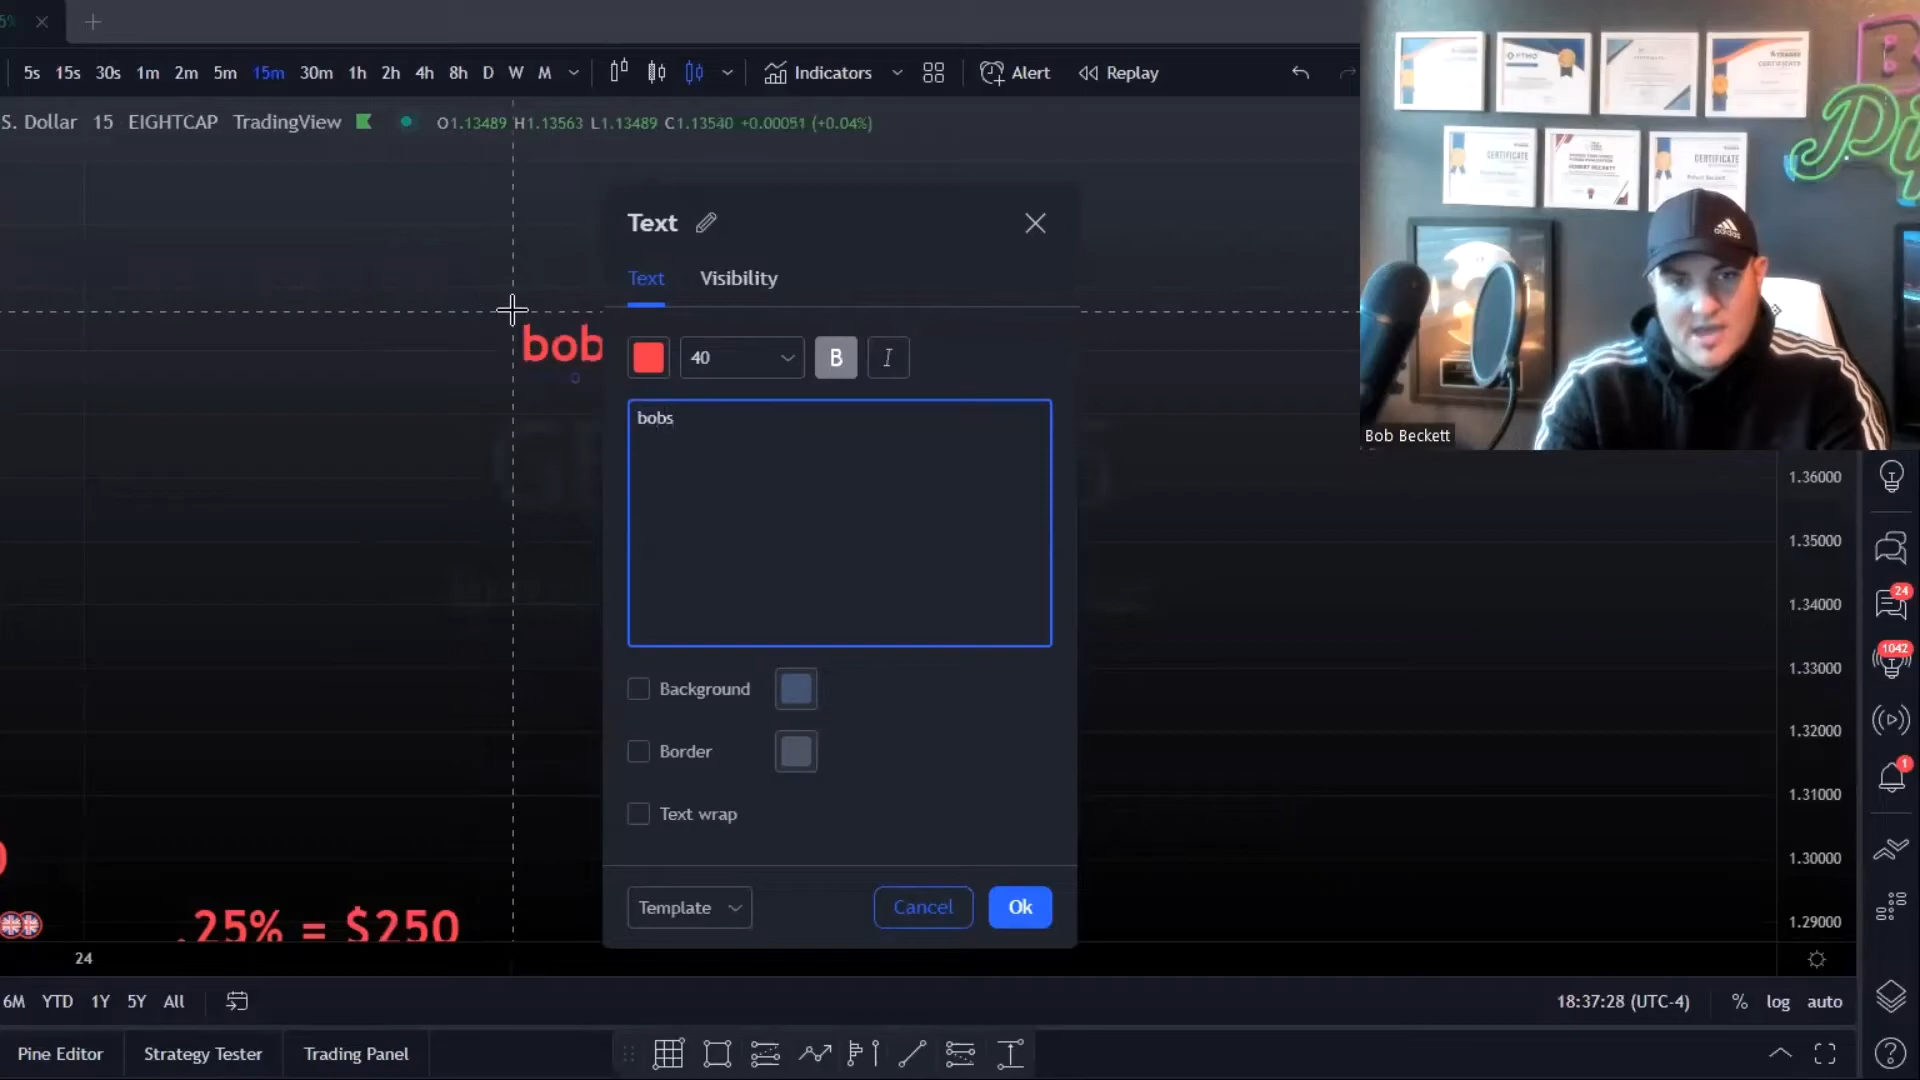 5s 15s 30s 1m 2m 5m 15m 30m 1h 2h 4h 8h D W M Indicators Alert Replay
S. Dollar 15 EIGHTCAP TradingView O1.13489 H1.13563 L1.13489 C1.13540 +0.00051 (+0.04%)
Text
Text Visibility
bob
40 B I
bobs
Background
Border
Text wrap
Template Cancel Ok
.25% = $250
24
CERTIFICATE
CERTIFICATE
adidas
Bob Beckett
1.36000
1.35000
1.34000
1.33000
1.32000
1.31000
1.30000
1.29000
24
1042
1
6M YTD 1Y 5Y All 18:37:28 (UTC-4) % log auto
Pine Editor Strategy Tester Trading Panel